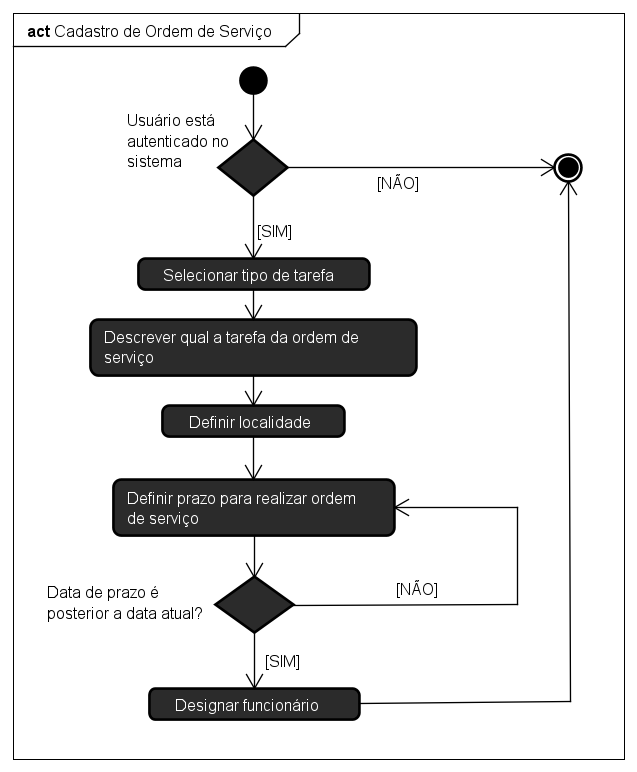 act Cadastro de Ordem de Serviço
Usuário está
autenticado no
sistema
[NÃO]
[SIM]
Selecionar tipo de tarefa
Descrever qual a tarefa da ordem de
serviço
Definir localidade
Definir prazo para realizar ordem
de serviço
Data de prazo é
posterior a data atual?
[NÃO]
[SIM]
Designar funcionário